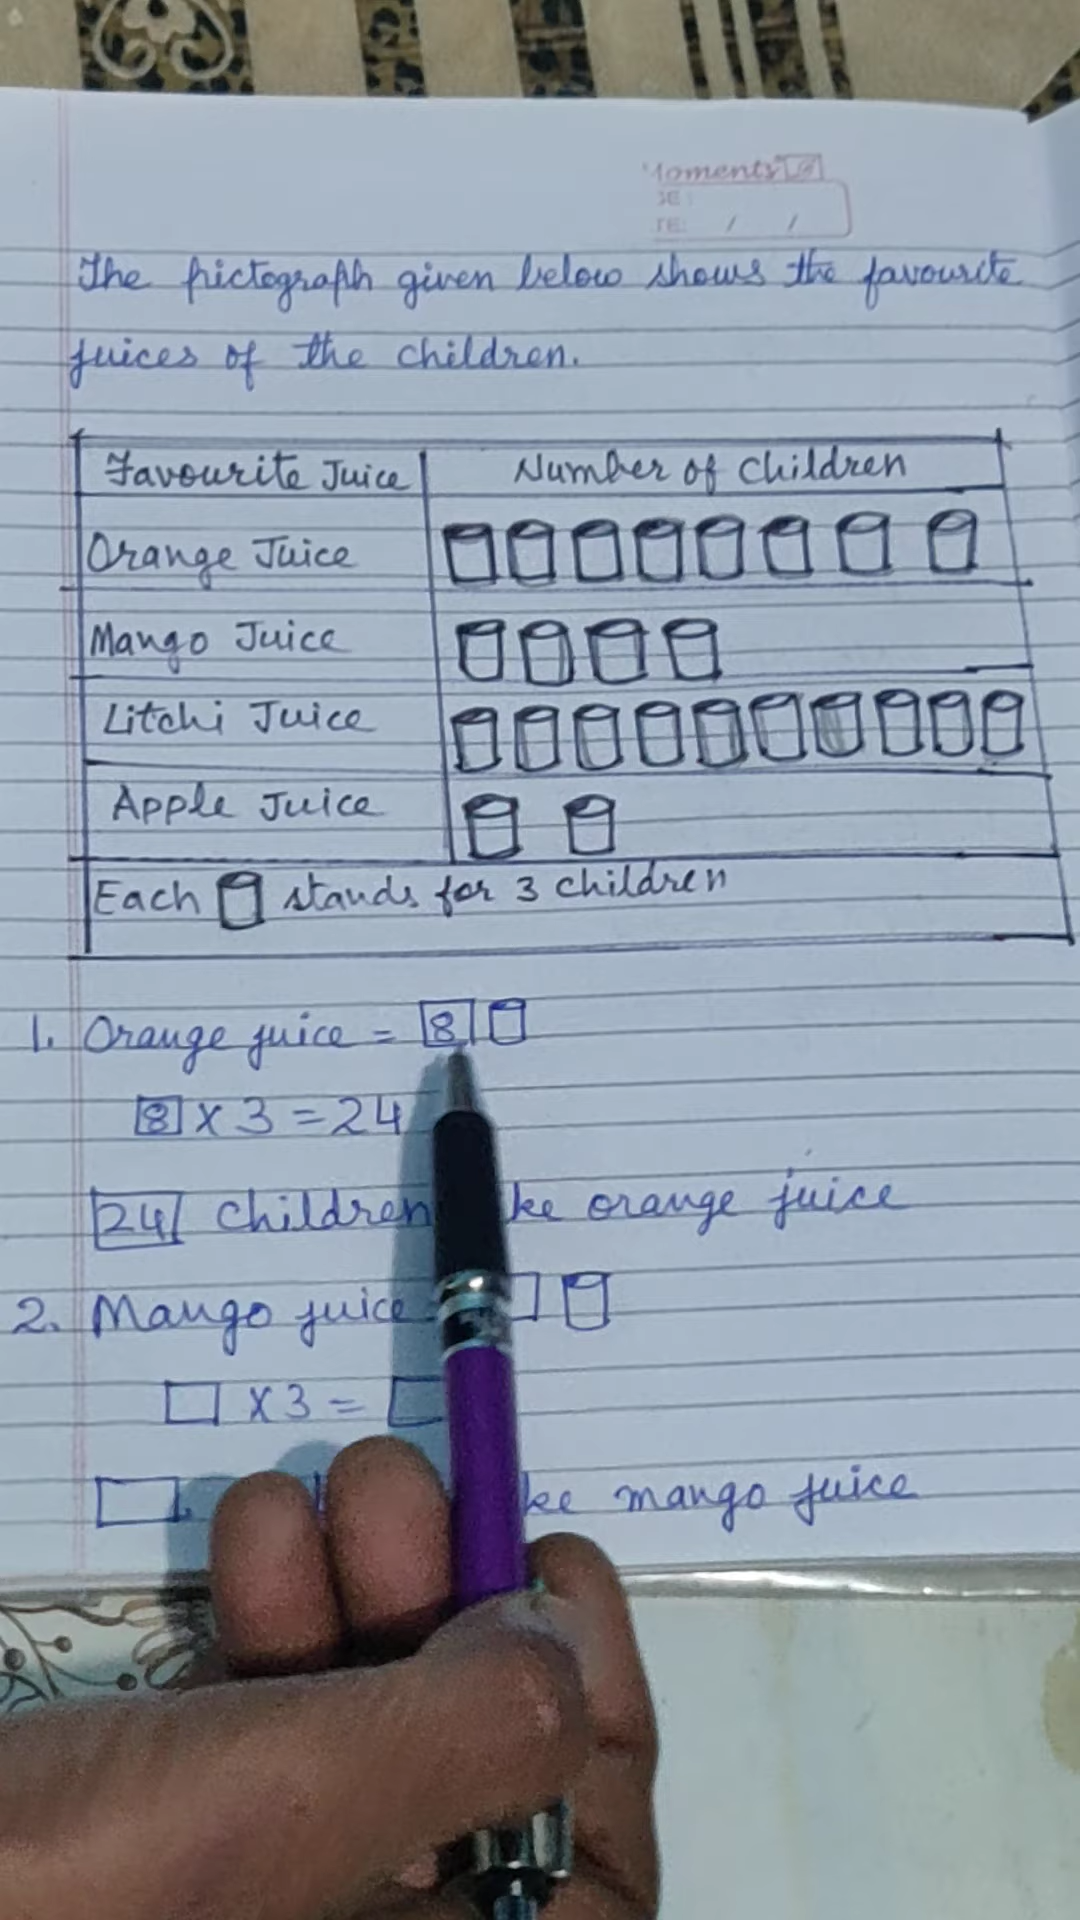 Moments
GE:
TE: / /
The pictograph given below shows the favourite
juices of the children.
Favourite Juice Number of children
Orange Juice
Mango Juice
Litchi Juice
Apple Juice
Each stands for 3 children
1. Orange juice = 8
8 x 3 = 24
24 children ke orange juice
2. Mango juice
x 3 =
ke mango juice